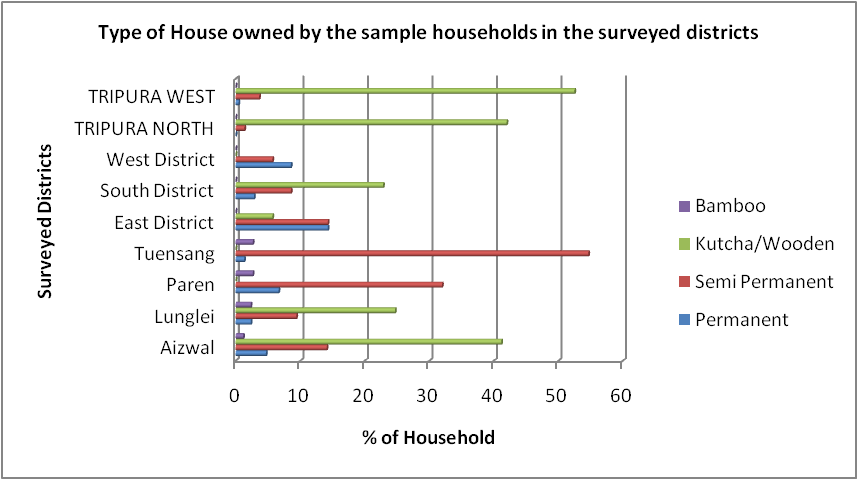 Type of House owned by the sample households in the surveyed districts
Surveyed Districts
TRIPURA WEST
TRIPURA NORTH
West District
South District
East District
Tuensang
Paren
Lunglei
Aizwal
0 10 20 30 40 50 60
% of Household
Bamboo
Kutcha/Wooden
Semi Permanent
Permanent